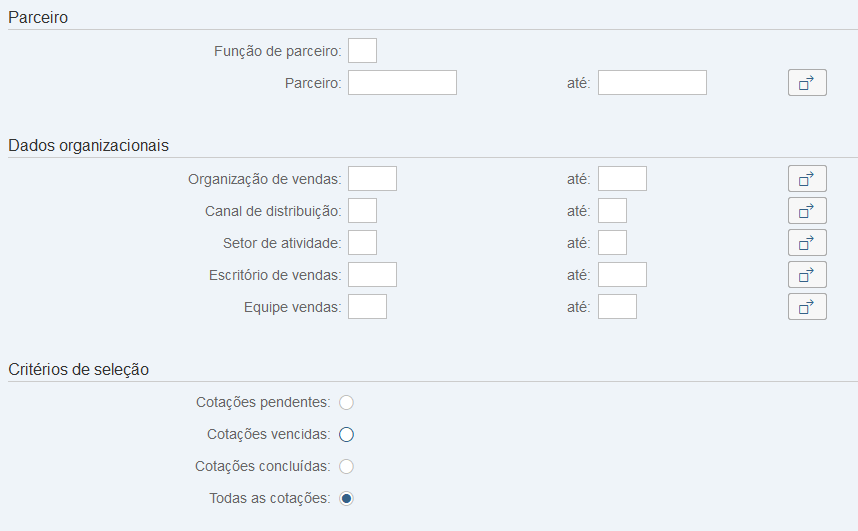 Parceiro
Função de parceiro:
Parceiro: até:
Dados organizacionais
Organização de vendas: até:
Canal de distribuição: até:
Setor de atividade: até:
Escritório de vendas: até:
Equipe vendas: até:
Critérios de seleção
Cotações pendentes:
Cotações vencidas:
Cotações concluídas:
Todas as cotações: